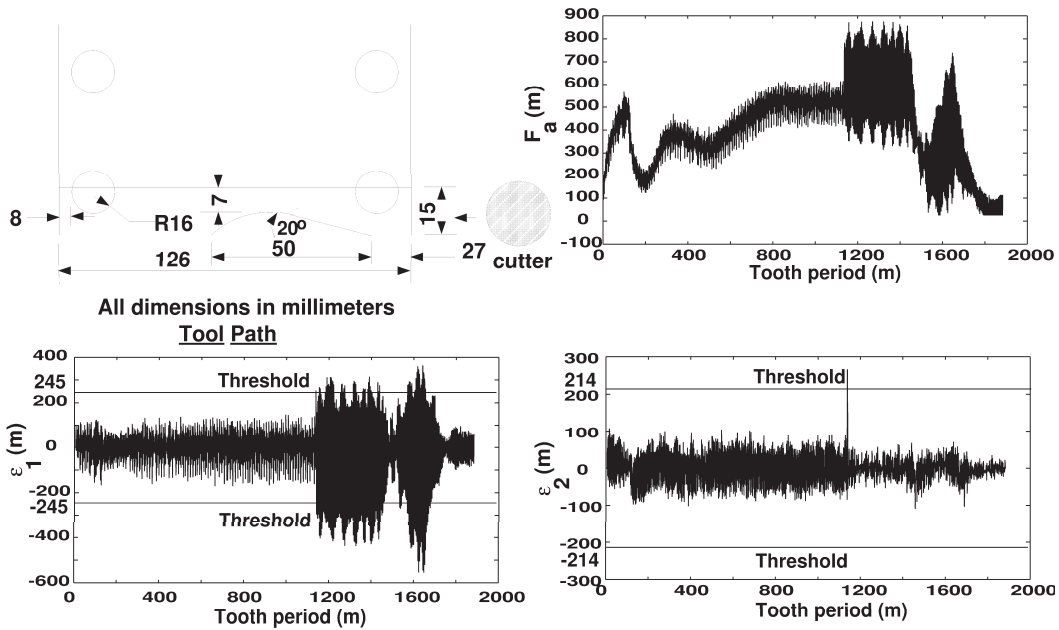 8
R16
7
20º
50
126
15
27
cutter
All dimensions in millimeters
Tool Path
900
800
700
600
500
400
300
200
100
0
-100
F a (m)
0 400 800 1200 1600 2000
Tooth period (m)
400
245
200
0
-200
-245
-400
-600
ε 1 (m)
Threshold
Threshold
0 400 800 1200 1600 2000
Tooth period (m)
300
214
200
100
0
-100
-200
-214
-300
ε 2 (m)
Threshold
Threshold
0 400 800 1200 1600 2000
Tooth period (m)